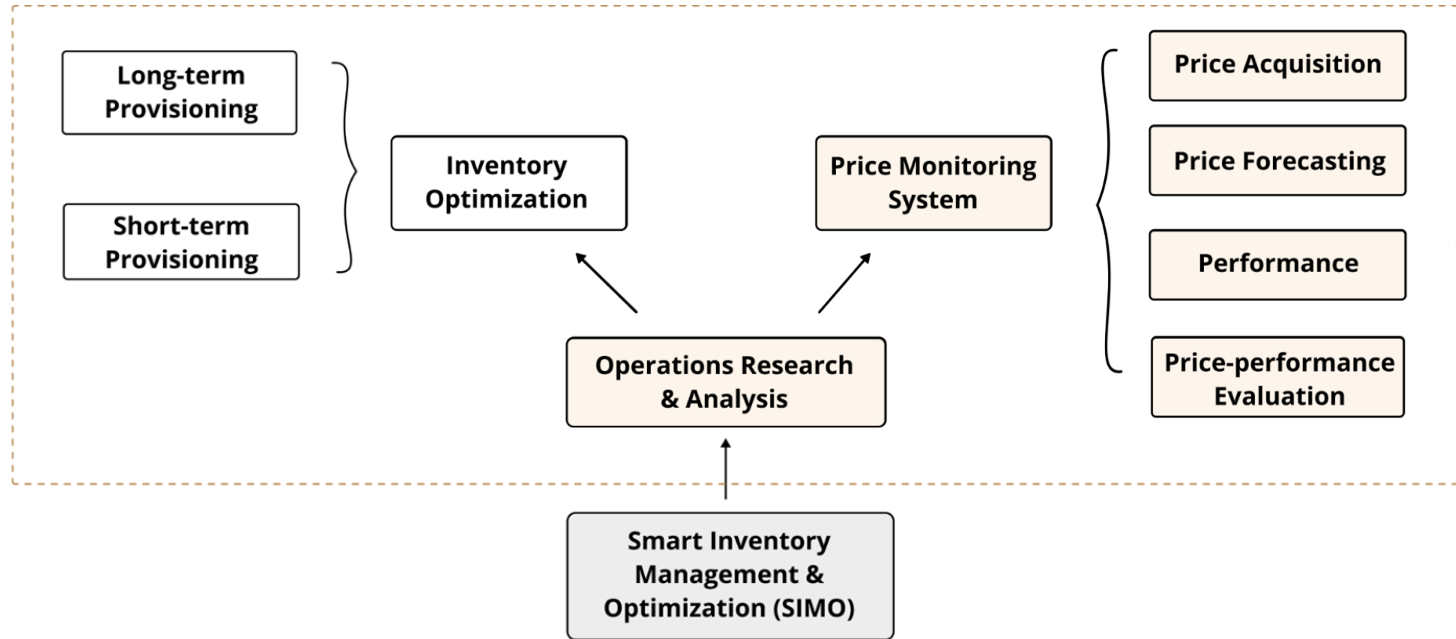 Long-term
Provisioning
Short-term
Provisioning
Inventory
Optimization
Price Monitoring
System
Price Acquisition
Price Forecasting
Performance
Price-performance
Evaluation
Operations Research
& Analysis
Smart Inventory
Management &
Optimization (SIMO)